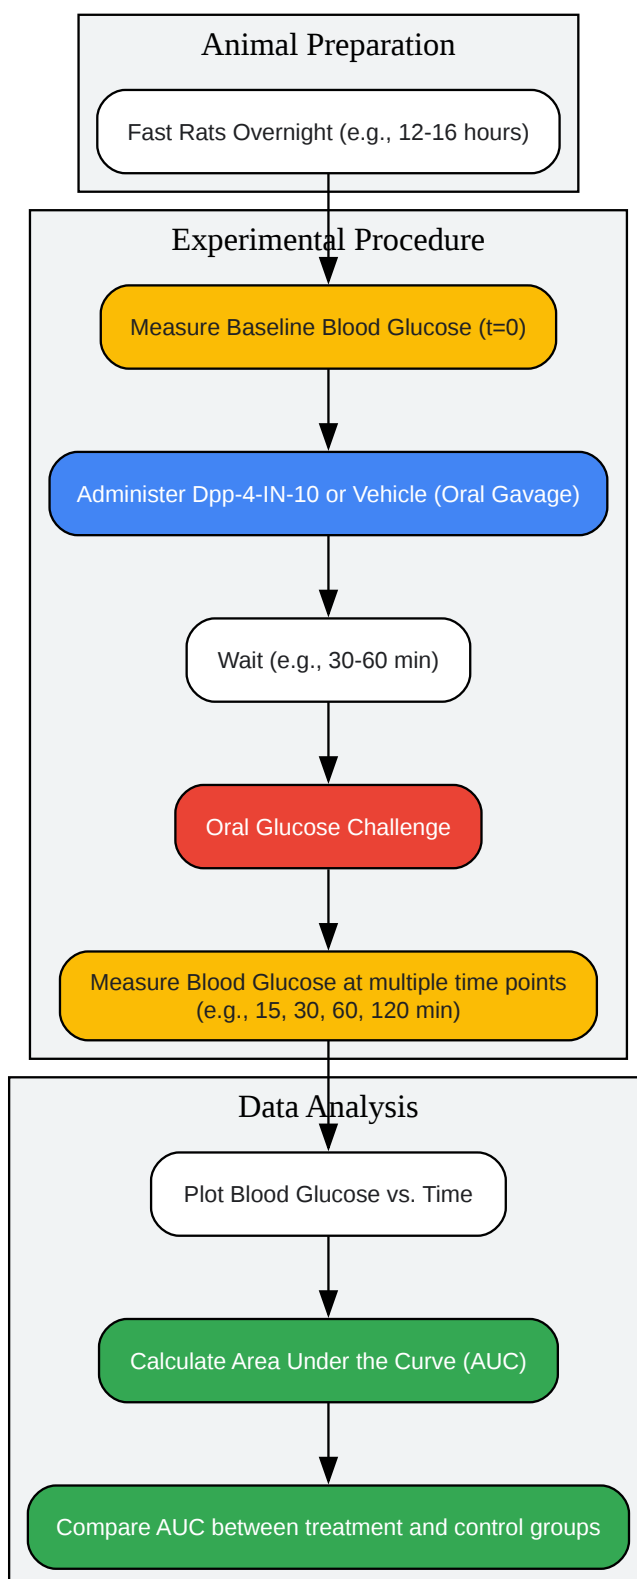 Animal Preparation
Fast Rats Overnight (e.g., 12-16 hours)
Experimental Procedure
Measure Baseline Blood Glucose (t=0)
Administer Dpp-4-IN-10 or Vehicle (Oral Gavage)
Wait (e.g., 30-60 min)
Oral Glucose Challenge
Measure Blood Glucose at multiple time points
(e.g., 15, 30, 60, 120 min)
Data Analysis
Plot Blood Glucose vs. Time
Calculate Area Under the Curve (AUC)
Compare AUC between treatment and control groups